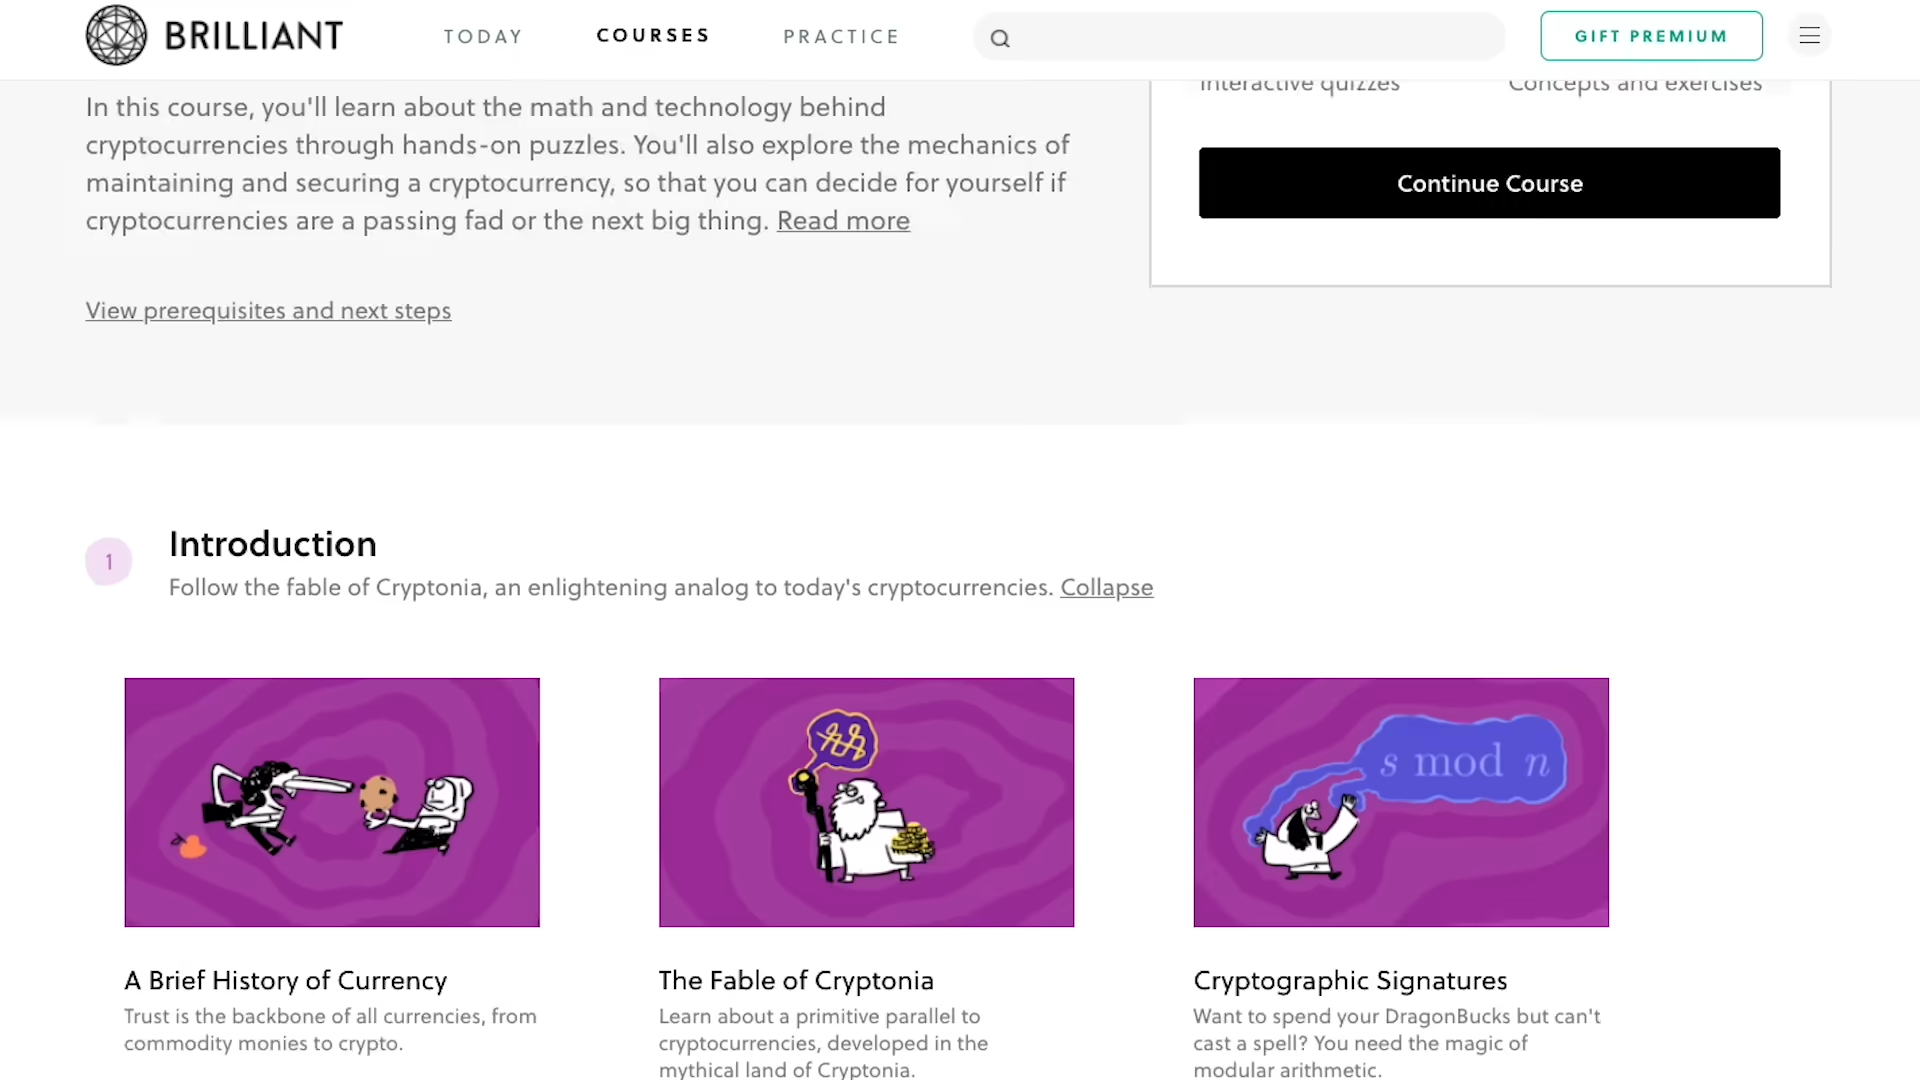 BRILLIANT
TODAY
COURSES
PRACTICE
GIFT PREMIUM
Interactive quizzes
Concepts and exercises
In this course, you'll learn about the math and technology behind
cryptocurrencies through hands-on puzzles. You'll also explore the mechanics of
maintaining and securing a cryptocurrency, so that you can decide for yourself if
cryptocurrencies are a passing fad or the next big thing. Read more
Continue Course
View prerequisites and next steps
1
Introduction
Follow the fable of Cryptonia, an enlightening analog to today's cryptocurrencies. Collapse
s mod n
A Brief History of Currency
Trust is the backbone of all currencies, from
commodity monies to crypto.
The Fable of Cryptonia
Learn about a primitive parallel to
cryptocurrencies, developed in the
mythical land of Cryptonia.
Cryptographic Signatures
Want to spend your DragonBucks but can't
cast a spell? You need the magic of
modular arithmetic.